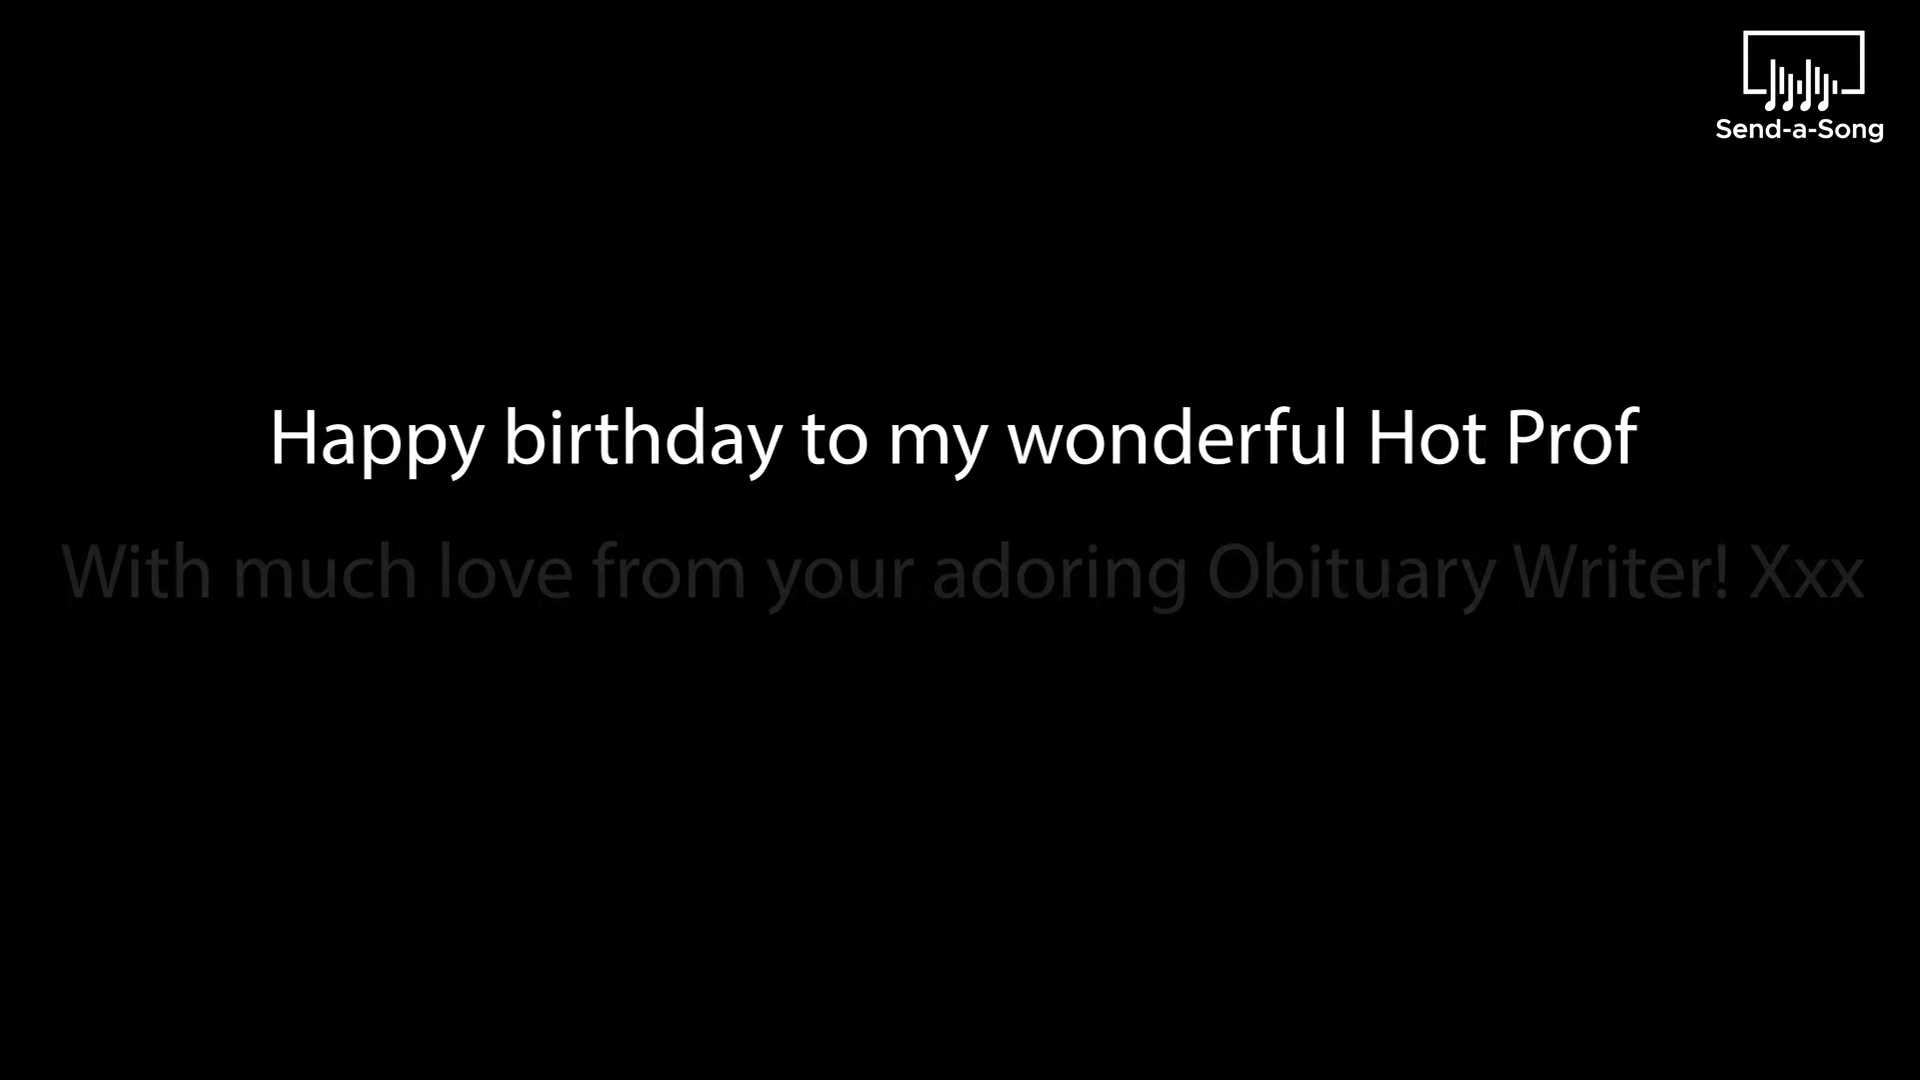 Send-a-Song
Happy birthday to my wonderful Hot Prof
With much love from your adoring Obituary Writer! Xxx